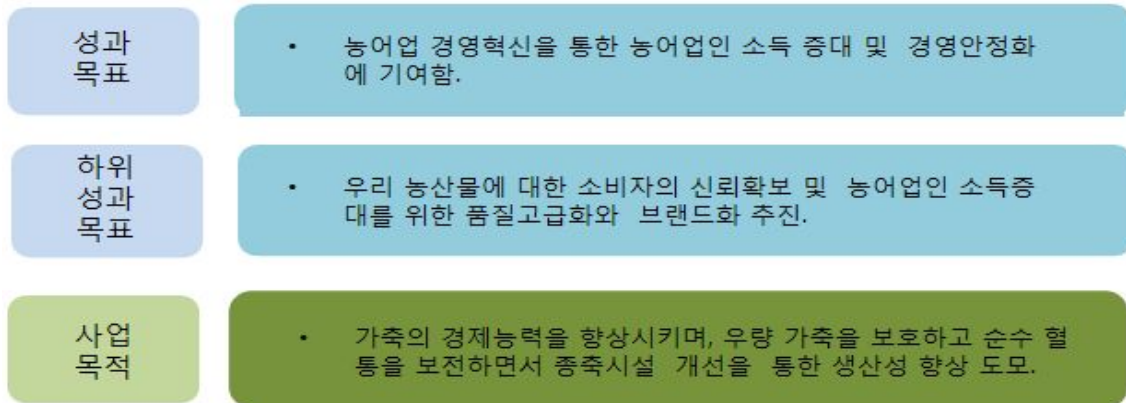 성과
목표
• 농어업 경영혁신을 통한 농어업인 소득 증대 및 경영안정화
에 기여함.
하위
성과
목표
• 우리 농산물에 대한 소비자의 신뢰확보 및 농어업인 소득증
대를 위한 품질고급화와 브랜드화 추진.
사업
목적
• 가축의 경제능력을 향상시키며, 우량 가축을 보호하고 순수 혈
통을 보전하면서 종축시설 개선을 통한 생산성 향상 도모.